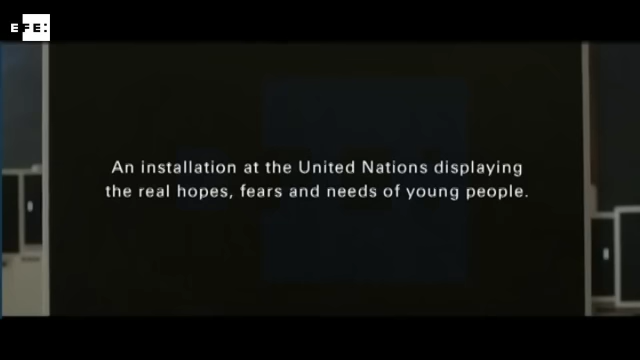 EFE:
An installation at the United Nations displaying
the real hopes, fears and needs of young people.